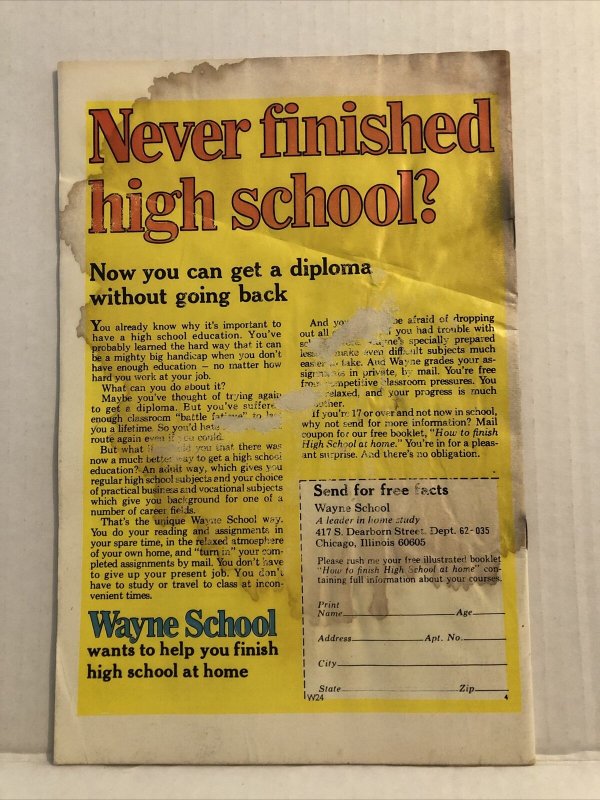 Never finished
high school?
Now you can get a diploma
without going back
You already know why it's important to
have a high school education. You've
probably learned the hard way that it can
be a mighty big handicap when you don't
have enough education — no matter how
hard you work at your job.
What can you do about it?
Maybe you've thought of trying again
to get a diploma. But you've suffered
enough classroom "battle fatigue" to last
you a lifetime. So you'd hate
route again even if you could.
But what if told you that there was
now a much better way to get a high school
education? An adult way, which gives you
regular high school subjects and your choice
of practical business and vocational subjects
which give you background for one of a
number of career fields.
That's the unique Wayne School way.
You do your reading and assignments in
your spare time, in the relaxed atmosphere
of your own home, and "turn in" your com-
pleted assignments by mail. You don't have
to give up your present job. You don't
have to study or travel to class at incon-
venient times.
Wayne School
wants to help you finish
high school at home
And you be afraid of dropping
out all you had trouble with
Wayne's specially prepared
make even difficult subjects much
easier to take. And Wayne grades your as-
in private, by mail. You're free
from competitive classroom pressures. You
relaxed, and your progress is much
If you're 17 or over and not now in school,
why not send for more information? Mail
coupon for our free booklet, "How to finish
High School at home." You're in for a pleas-
ant surprise. And there's no obligation.
Send for free facts
Wayne School
A leader in home study
417 S. Dearborn Street, Dept. 62-035
Chicago, Illinois 60605
Please rush me your free illustrated booklet
"How to finish High School at home" con-
taining full information about your courses.
Print
Name Age
Address Apt. No.
City
State Zip
W24 4